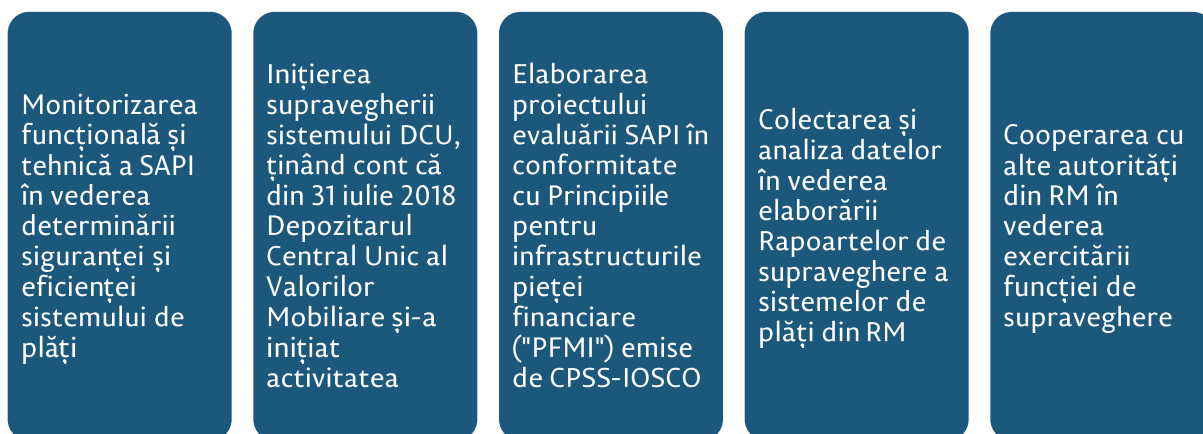 Monitorizarea
funcțională și
tehnică a SAPI
în vederea
determinării
siguranței și
eficienței
sistemului de
plăți
Inițierea
supravegherii
sistemului DCU,
ținând cont că
din 31 iulie 2018
Depozitarul
Central Unic al
Valorilor
Mobiliare și-a
inițiat
activitatea
Elaborarea
proiectului
evaluării SAPI în
conformitate
cu Principiile
pentru
infrastructurile
pieței
financiare
("PFMI") emise
de CPSS-IOSCO
Colectarea și
analiza datelor
în vederea
elaborării
Rapoartelor de
supraveghere a
sistemelor de
plăți din RM
Cooperarea cu
alte autorități
din RM în
vederea
exercitării
funcției de
supraveghere